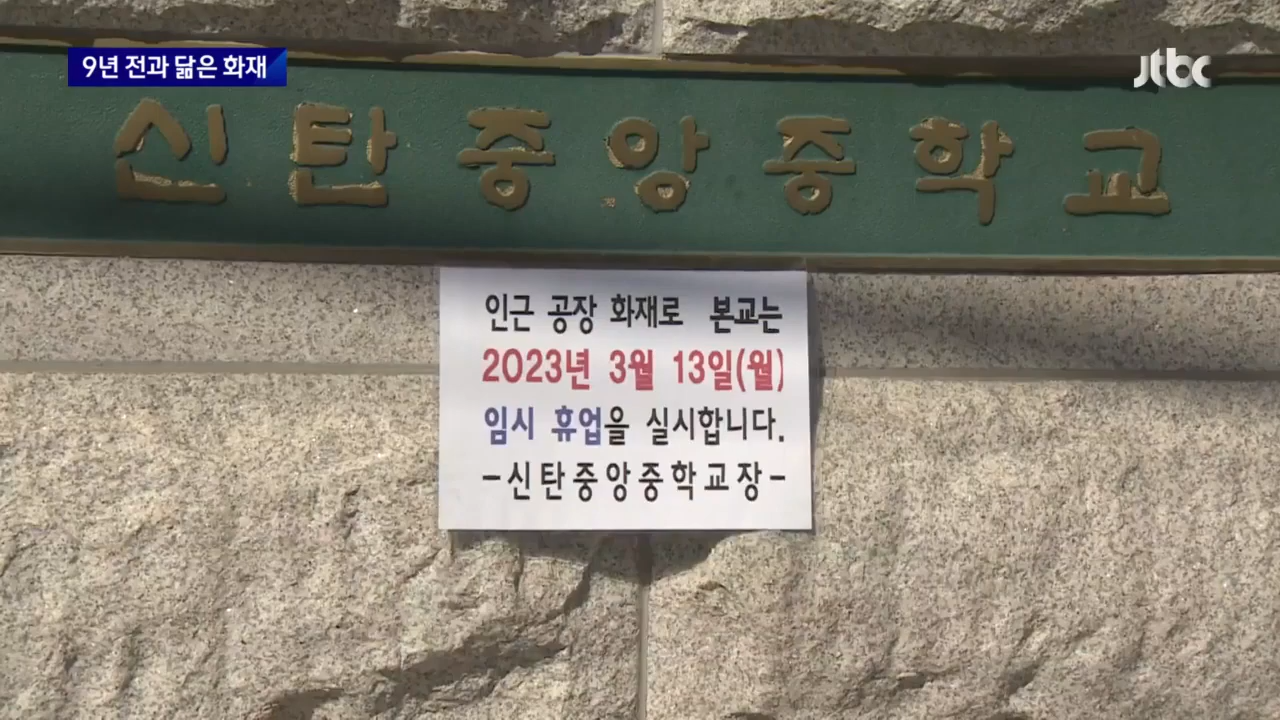 9년 전과 닮은 화재
jtbc
신탄중앙중학교
인근 공장 화재로 본교는
2023년 3월 13일(월)
임시 휴업을 실시합니다.
-신탄중앙중학교장-